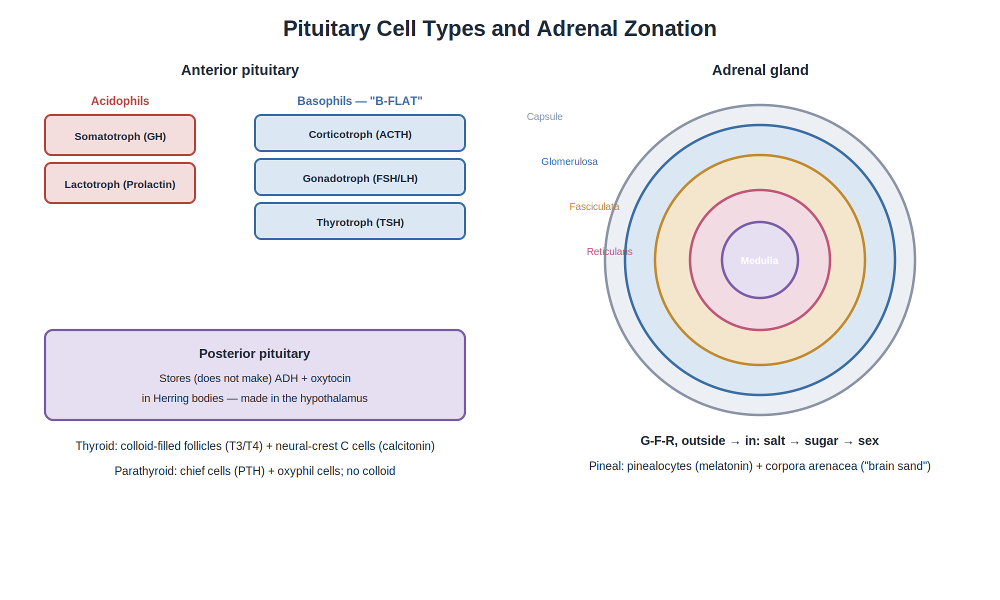 Pituitary Cell Types and Adrenal Zonation
Anterior pituitary
Acidophils
Somatotroph (GH)
Lactotroph (Prolactin)
Basophils — "B-FLAT"
Corticotroph (ACTH)
Gonadotroph (FSH/LH)
Thyrotroph (TSH)
Posterior pituitary
Stores (does not make) ADH + oxytocin
in Herring bodies — made in the hypothalamus
Thyroid: colloid-filled follicles (T3/T4) + neural-crest C cells (calcitonin)
Parathyroid: chief cells (PTH) + oxyphil cells; no colloid
Adrenal gland
Capsule
Glomerulosa
Fasciculata
Reticularis
Medulla
G-F-R, outside → in: salt → sugar → sex
Pineal: pinealocytes (melatonin) + corpora arenacea ("brain sand")